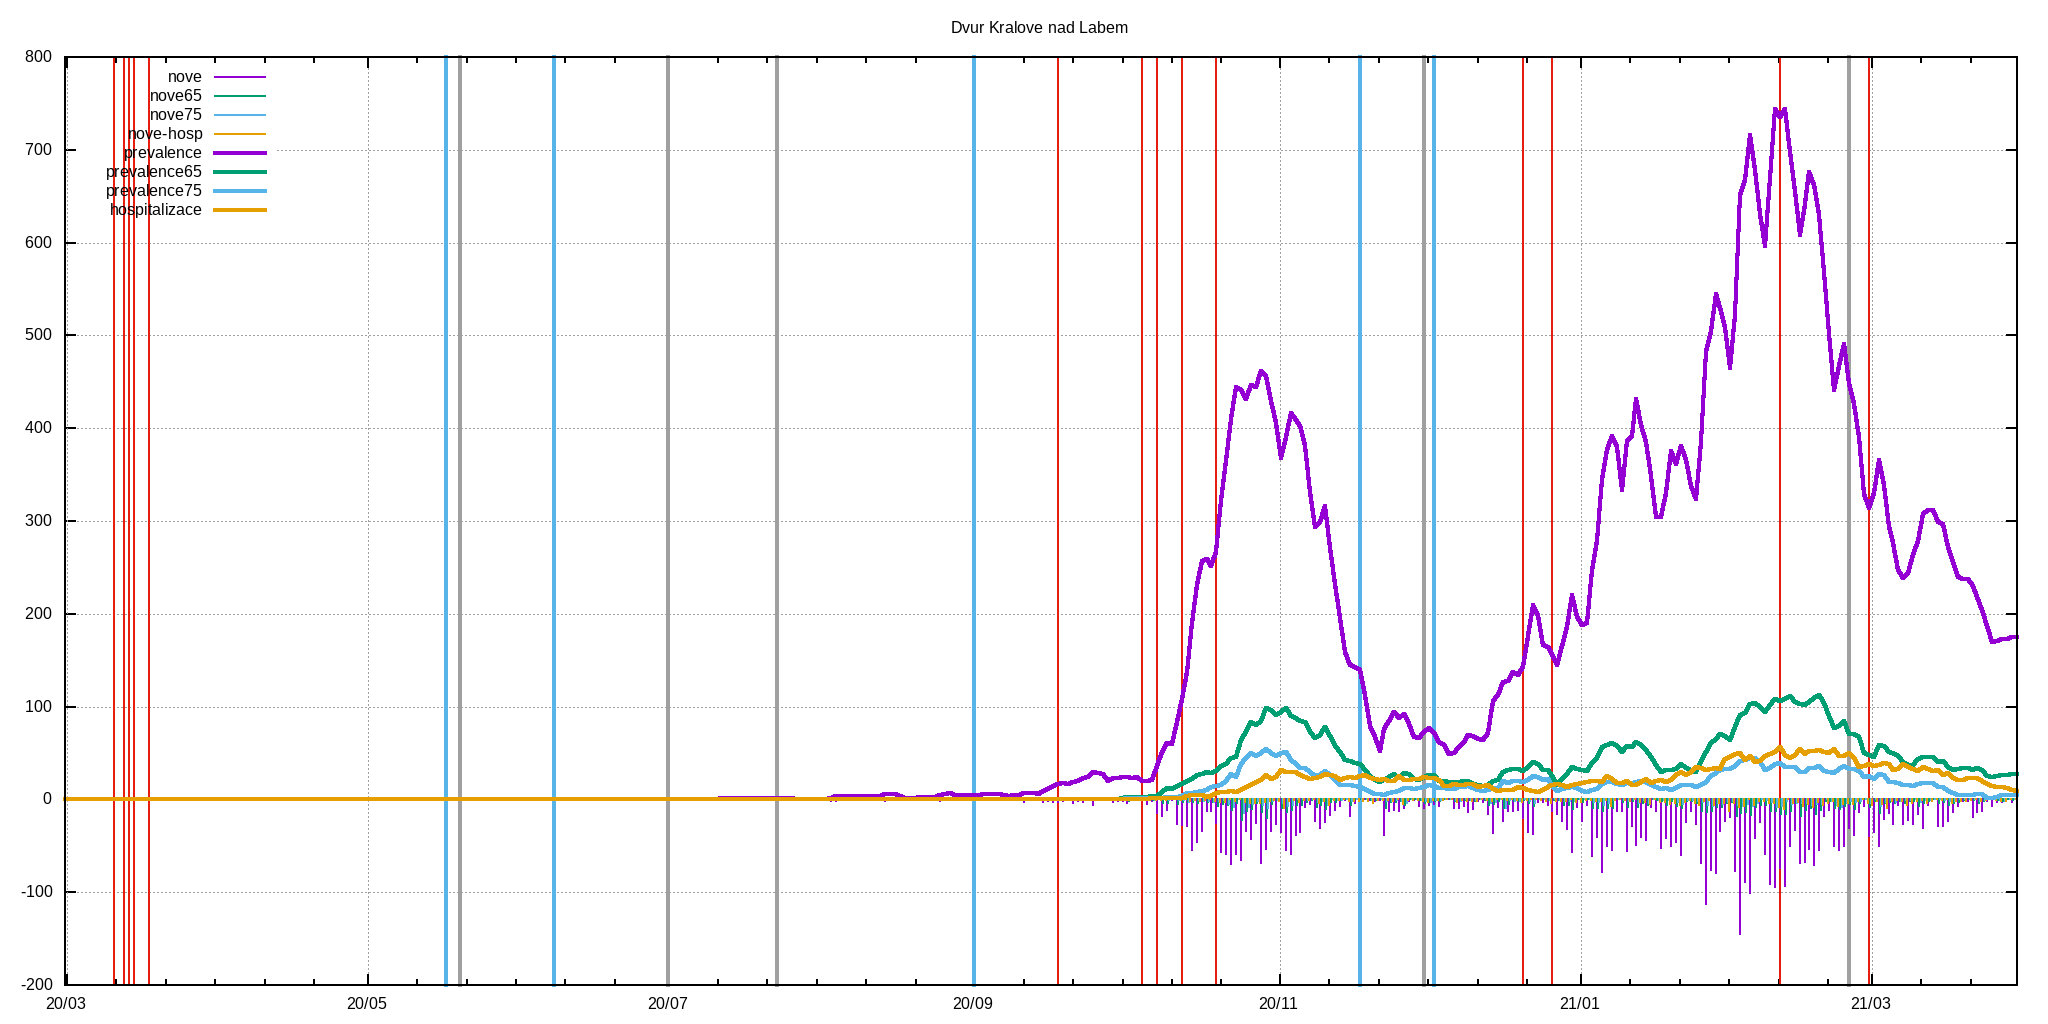 Dvur Kralove nad Labem
800
700
600
500
400
300
200
100
0
-100
-200
nove
nove65
nove75
nove-hosp
prevalence
prevalence65
prevalence75
hospitalizace
20/03 20/05 20/07 20/09 20/11 21/01 21/03